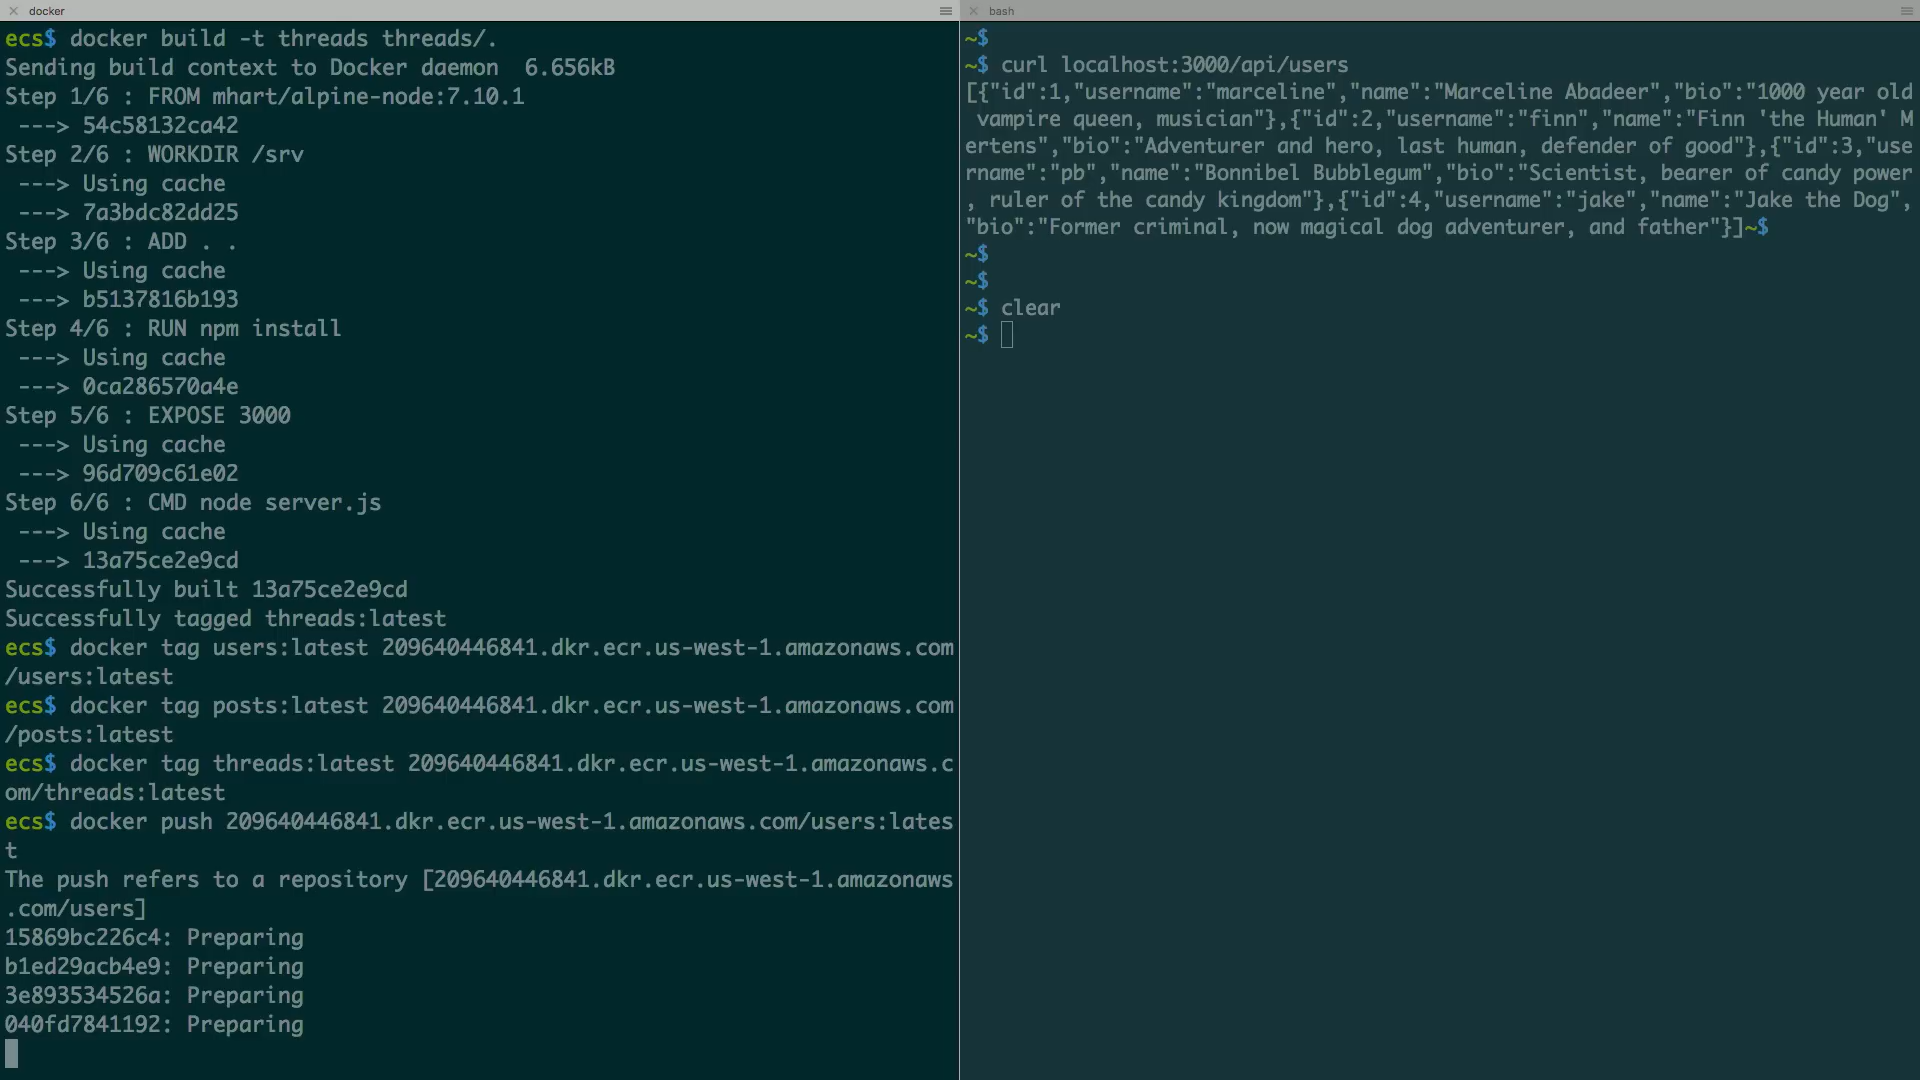 docker
ecs$ docker build -t threads threads/.
Sending build context to Docker daemon  6.656kB
Step 1/6 : FROM mhart/alpine-node:7.10.1
 ---> 54c58132ca42
Step 2/6 : WORKDIR /srv
 ---> Using cache
 ---> 7a3bdc82dd25
Step 3/6 : ADD . .
 ---> Using cache
 ---> b5137816b193
Step 4/6 : RUN npm install
 ---> Using cache
 ---> 0ca286570a4e
Step 5/6 : EXPOSE 3000
 ---> Using cache
 ---> 96d709c61e02
Step 6/6 : CMD node server.js
 ---> Using cache
 ---> 13a75ce2e9cd
Successfully built 13a75ce2e9cd
Successfully tagged threads:latest
ecs$ docker tag users:latest 209640446841.dkr.ecr.us-west-1.amazonaws.com
/users:latest
ecs$ docker tag posts:latest 209640446841.dkr.ecr.us-west-1.amazonaws.com
/posts:latest
ecs$ docker tag threads:latest 209640446841.dkr.ecr.us-west-1.amazonaws.c
om/threads:latest
ecs$ docker push 209640446841.dkr.ecr.us-west-1.amazonaws.com/users:lates
t
The push refers to a repository [209640446841.dkr.ecr.us-west-1.amazonaws
.com/users]
15869bc226c4: Preparing
b1ed29acb4e9: Preparing
3e893534526a: Preparing
040fd7841192: Preparing
bash
~$
~$ curl localhost:3000/api/users
[{"id":1,"username":"marceline","name":"Marceline Abadeer","bio":"1000 year old
 vampire queen, musician"},{"id":2,"username":"finn","name":"Finn 'the Human' M
ertens","bio":"Adventurer and hero, last human, defender of good"},{"id":3,"use
rname":"pb","name":"Bonnibel Bubblegum","bio":"Scientist, bearer of candy power
, ruler of the candy kingdom"},{"id":4,"username":"jake","name":"Jake the Dog",
"bio":"Former criminal, now magical dog adventurer, and father"}]~$
~$
~$
~$ clear
~$